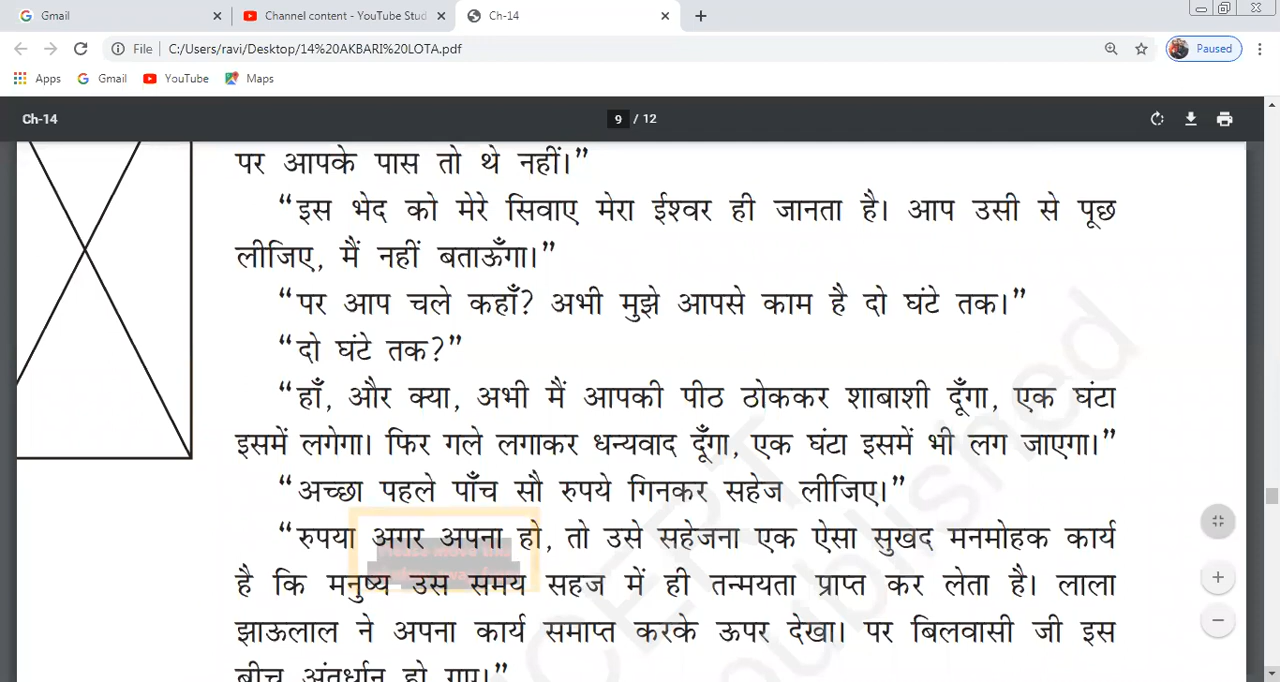 Gmail
Channel content - YouTube Stud
Ch-14
File
C:/Users/ravi/Desktop/14%20AKBARI%20LOTA.pdf
Paused
Apps
Gmail
YouTube
Maps
Ch-14
9 / 12
पर आपके पास तो थे नहीं।”
“इस भेद को मेरे सिवाए मेरा ईश्वर ही जानता है। आप उसी से पूछ
लीजिए, मैं नहीं बताऊँगा।”
“पर आप चले कहाँ? अभी मुझे आपसे काम है दो घंटे तक।”
“दो घंटे तक?”
“हाँ, और क्या, अभी मैं आपकी पीठ ठोककर शाबाशी दूँगा, एक घंटा
इसमें लगेगा। फिर गले लगाकर धन्यवाद दूँगा, एक घंटा इसमें भी लग जाएगा।”
“अच्छा पहले पाँच सौ रुपये गिनकर सहेज लीजिए।”
“रुपया अगर अपना हो, तो उसे सहेजना एक ऐसा सुखद मनमोहक कार्य
है कि मनुष्य उस समय सहज में ही तन्मयता प्राप्त कर लेता है। लाला
झाऊलाल ने अपना कार्य समाप्त करके ऊपर देखा। पर बिलवासी जी इस
बीच अंतर्धान हो गए।”
published